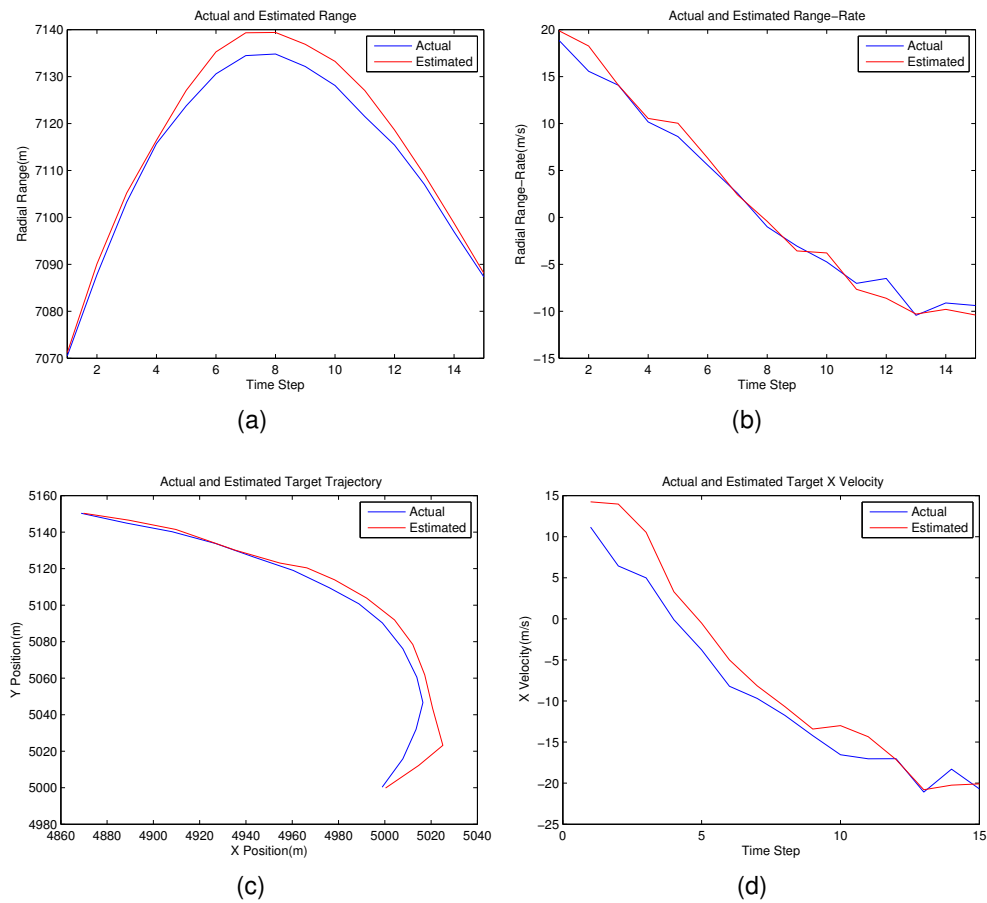 Actual and Estimated Range
7140
7130
7120
7110
7100
7090
7080
7070
Radial Range(m)
2 4 6 8 10 12 14
Time Step
Actual
Estimated
(a)
Actual and Estimated Range−Rate
20
15
10
5
0
−5
−10
−15
Radial Range−Rate(m/s)
2 4 6 8 10 12 14
Time Step
Actual
Estimated
(b)
Actual and Estimated Target Trajectory
5160
5140
5120
5100
5080
5060
5040
5020
5000
4980
Y Position(m)
4860 4880 4900 4920 4940 4960 4980 5000 5020 5040
X Position(m)
Actual
Estimated
(c)
Actual and Estimated Target X Velocity
15
10
5
0
−5
−10
−15
−20
−25
X Velocity(m/s)
0 5 10 15
Time Step
Actual
Estimated
(d)